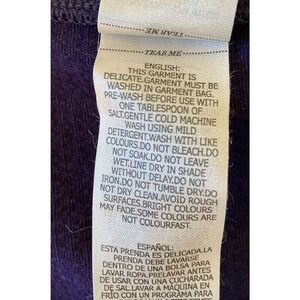 TEAR ME
TEAR ME
ENGLISH:
THIS GARMENT IS
DELICATE.GARMENT MUST BE
WASHED IN GARMENT BAG.
PRE-WASH BEFORE USE WITH
ONE TABLESPOON OF
SALT.GENTLE COLD MACHINE
WASH USING MILD
DETERGENT.WASH WITH LIKE
COLOURS.DO NOT BLEACH.DO
NOT SOAK.DO NOT LEAVE
WET.LINE DRY IN SHADE
WITHOUT DELAY.DO NOT
IRON.DO NOT TUMBLE DRY.DO
NOT DRY CLEAN.AVOID ROUGH
SURFACES.BRIGHT COLOURS
MAY FADE.SOME COLOURS ARE
NOT COLOURFAST.
ESPAÑOL:
ESTA PRENDA ES DELICADA.LA
PRENDA DEBE LAVARSE
DENTRO DE UNA BOLSA PARA
LAVAR ROPA.PRELAVAR ANTES
DE USAR CON UNA CUCHARADA
DE SAL.LAVAR A MÁQUINA EN
FRÍO CON UN PROGRAMA PARA